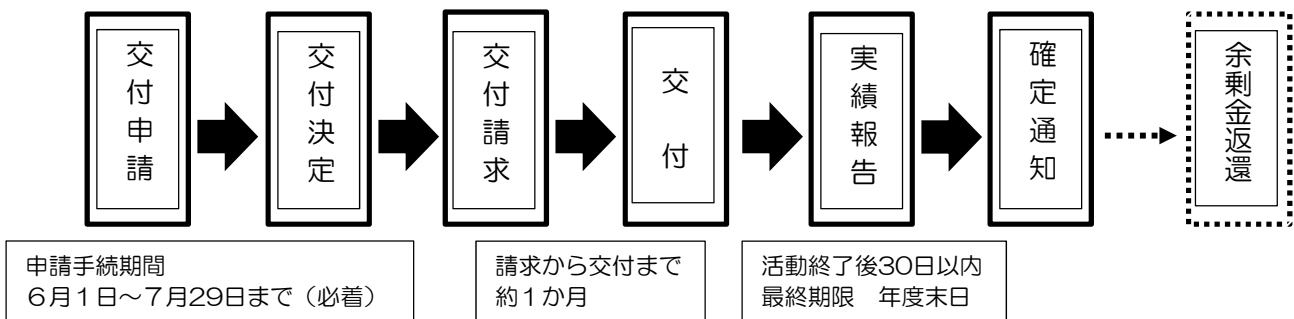 交付申請
交付決定
交付請求
交付
実績報告
確定通知
余剰金返還
申請手続期間
６月１日～７月29日まで（必着）
請求から交付まで
約１か月
活動終了後30日以内
最終期限　年度末日